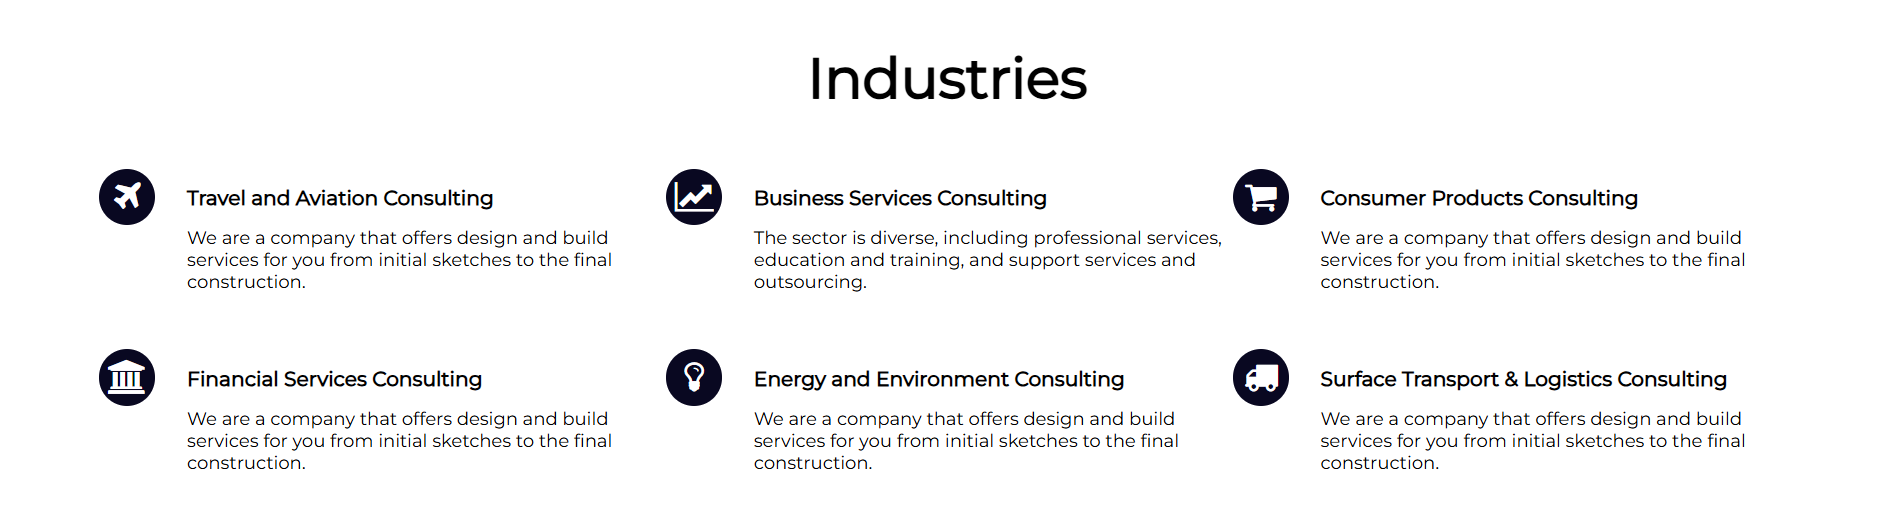 Industries
Travel and Aviation Consulting
We are a company that offers design and build
services for you from initial sketches to the final
construction.
Business Services Consulting
The sector is diverse, including professional services,
education and training, and support services and
outsourcing.
Consumer Products Consulting
We are a company that offers design and build
services for you from initial sketches to the final
construction.
Financial Services Consulting
We are a company that offers design and build
services for you from initial sketches to the final
construction.
Energy and Environment Consulting
We are a company that offers design and build
services for you from initial sketches to the final
construction.
Surface Transport & Logistics Consulting
We are a company that offers design and build
services for you from initial sketches to the final
construction.